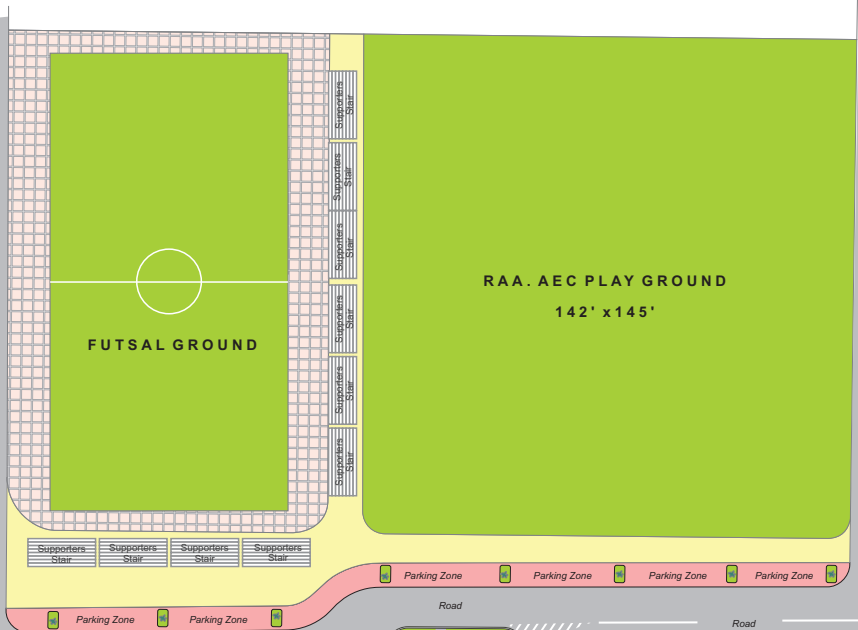 Supporters
Stair
Supporters
Stair
Supporters
Stair
Supporters
Stair
Supporters
Stair
Supporters
Stair
RAA. AEC PLAY GROUND
142' x145'
FUTSAL GROUND
Supporters
Stair
Supporters
Stair
Supporters
Stair
Supporters
Stair
Parking Zone
Parking Zone
Parking Zone
Parking Zone
Road
Parking Zone
Parking Zone
Road